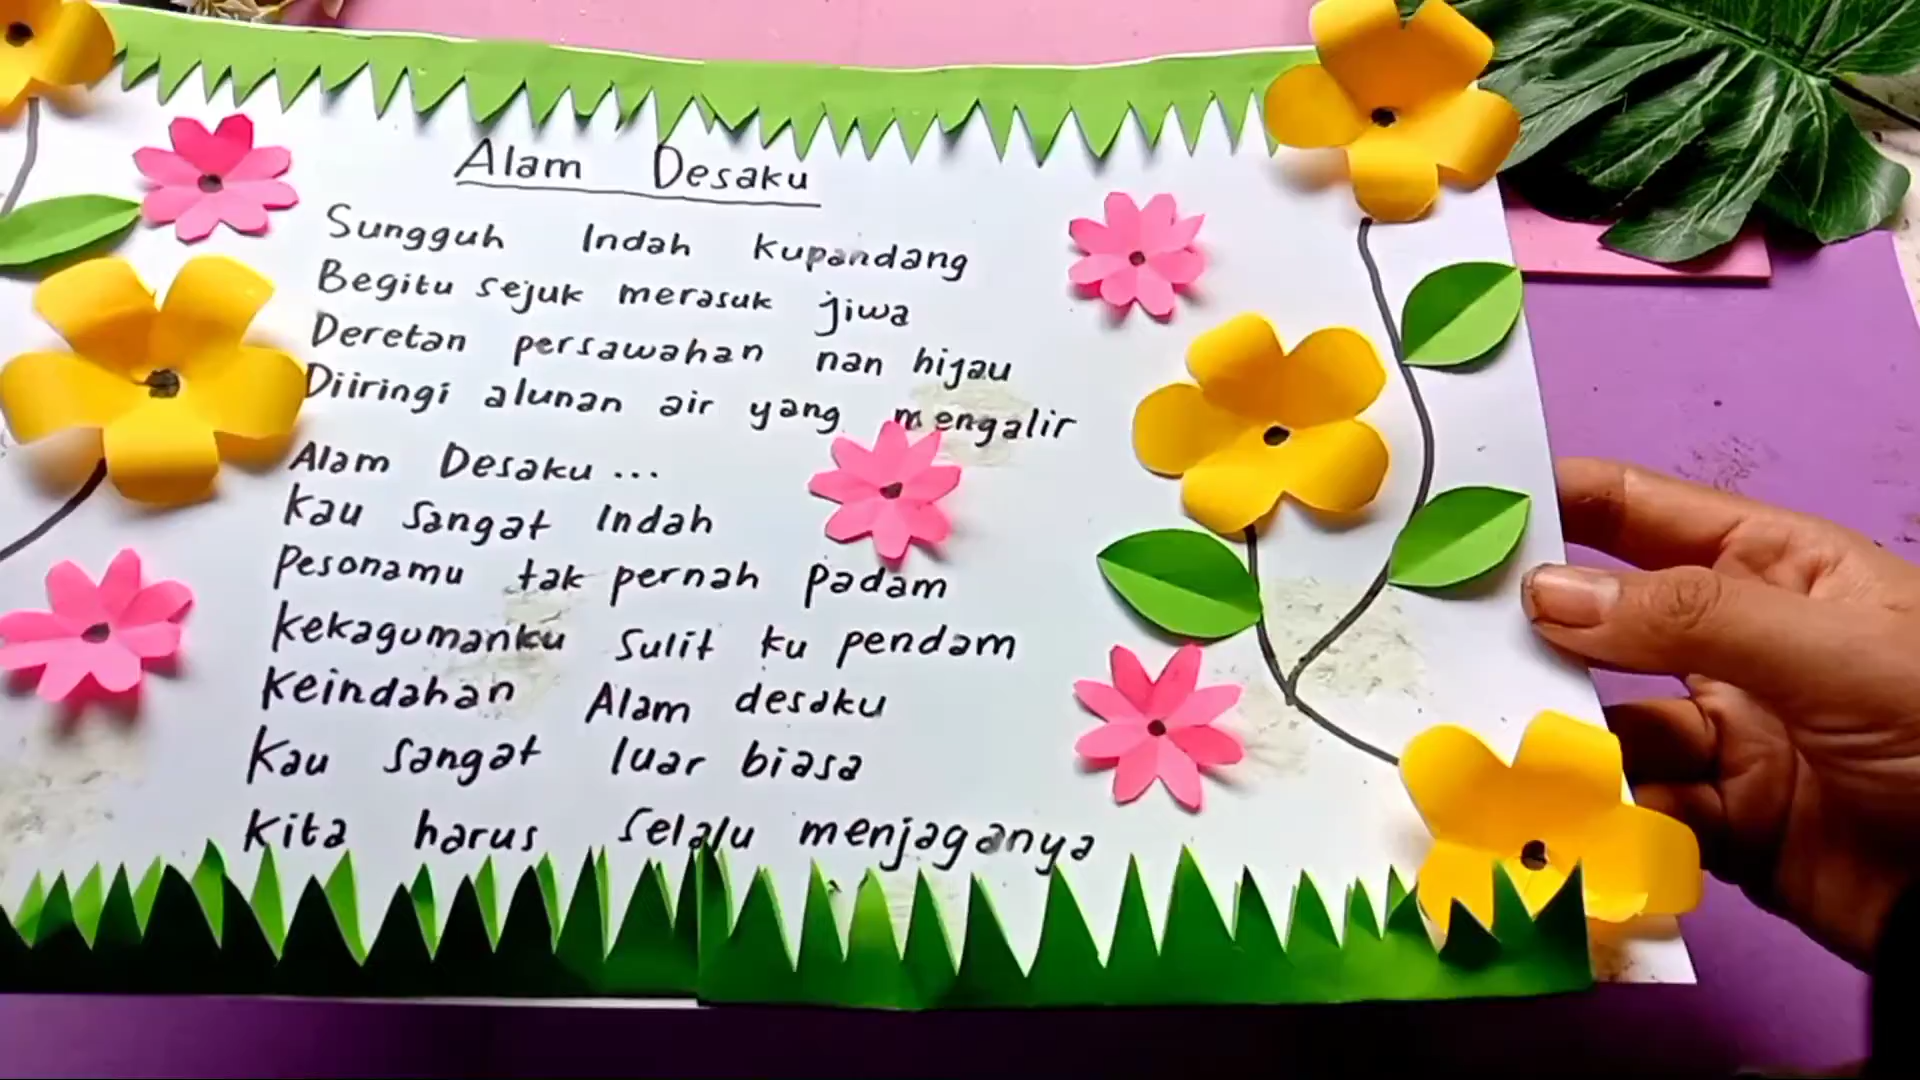 Alam Desaku
Sungguh Indah kupandang
Begitu sejuk merasuk jiwa
Deretan persawahan nan hijau
Diiringi alunan air yang mengalir
Alam Desaku ...
Kau sangat Indah
Pesonamu tak pernah Padam
Kekagumanku Sulit ku pendam
Keindahan Alam desaku
Kau sangat luar biasa
Kita harus Selalu menjaganya